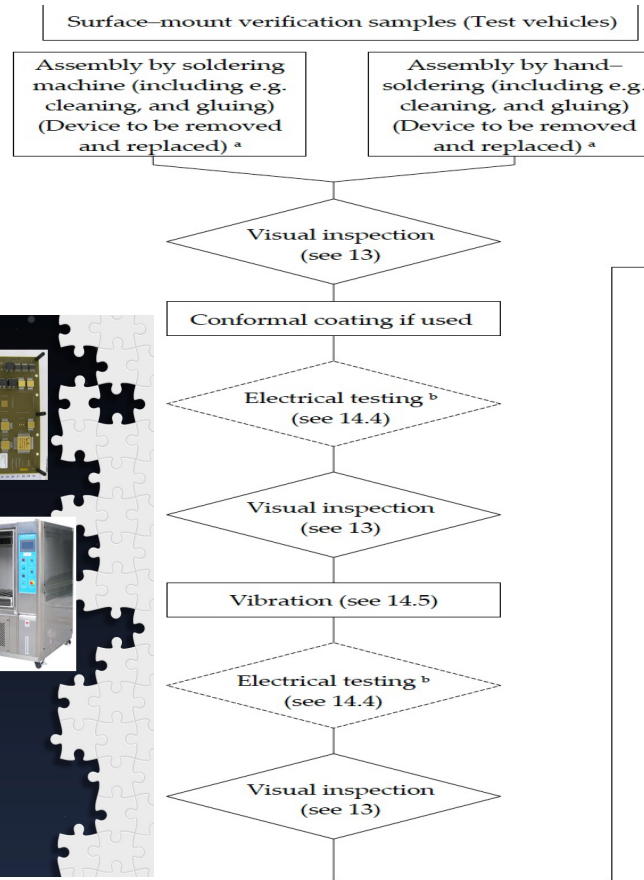 Surface–mount verification samples (Test vehicles)
Assembly by soldering
machine (including e.g.
cleaning, and gluing)
(Device to be removed
and replaced) ᵃ
Assembly by hand–
soldering (including e.g.
cleaning, and gluing)
(Device to be removed
and replaced) ᵃ
Visual inspection
(see 13)
Conformal coating if used
Electrical testing ᵇ
(see 14.4)
Visual inspection
(see 13)
Vibration (see 14.5)
Electrical testing ᵇ
(see 14.4)
Visual inspection
(see 13)